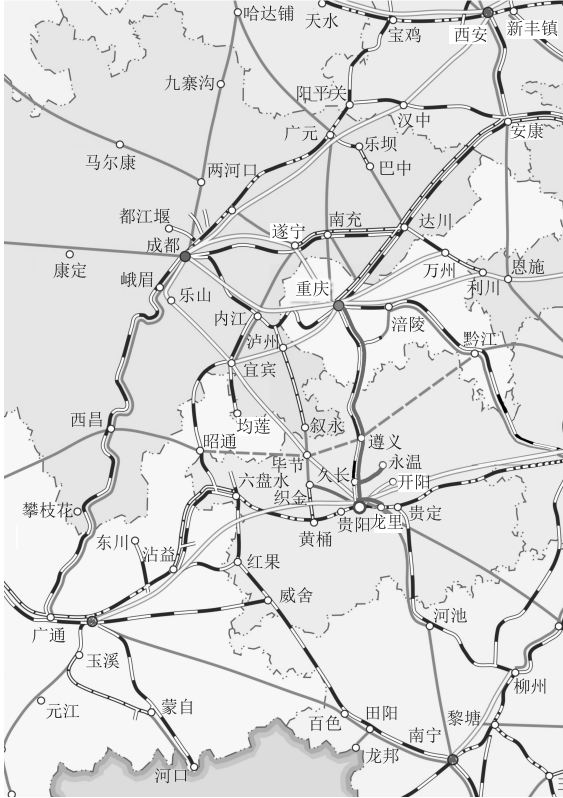 哈达铺
天水
宝鸡
西安
新丰镇
九寨沟
阳平关
汉中
安康
广元
乐坝
巴中
马尔康
两河口
都江堰
成都
遂宁
南充
达川
康定
峨眉
乐山
重庆
万州
利川
恩施
内江
泸州
涪陵
黔江
宜宾
西昌
均莲
叙永
昭通
遵义
毕节
永温
久长
开阳
六盘水
织金
攀枝花
贵阳
龙里
贵定
黄桶
东川
沾益
红果
威舍
河池
广通
玉溪
柳州
元江
蒙自
百色
田阳
南宁
黎塘
龙邦
河口